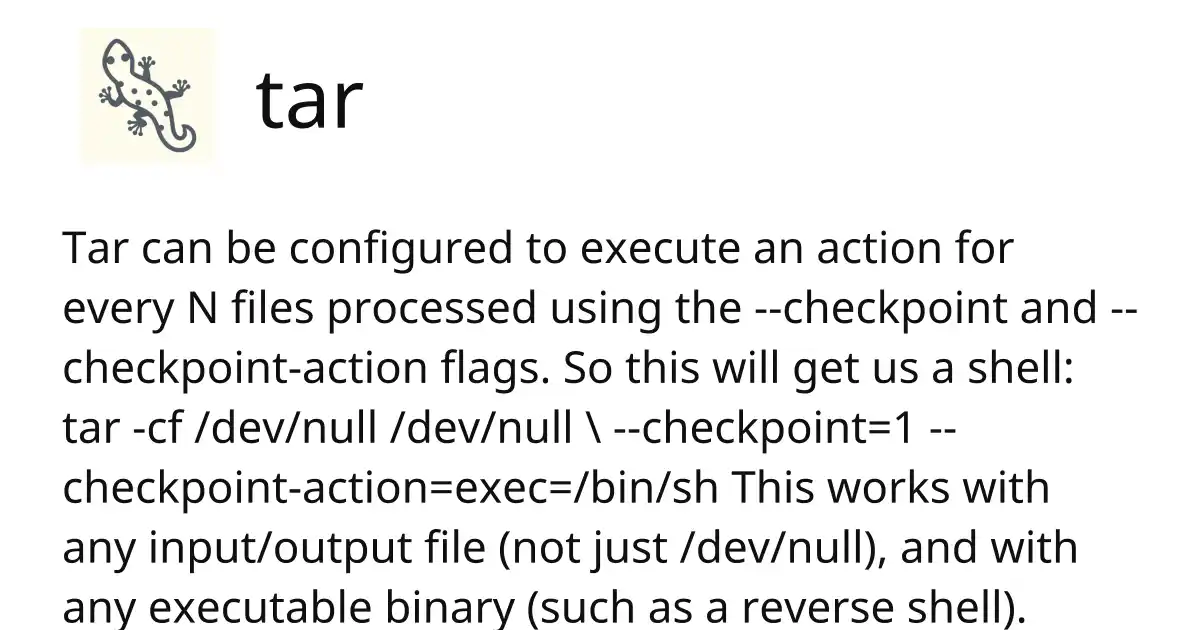 tar
Tar can be configured to execute an action for
every N files processed using the --checkpoint and --
checkpoint-action flags. So this will get us a shell:
tar -cf /dev/null /dev/null \ --checkpoint=1 --
checkpoint-action=exec=/bin/sh This works with
any input/output file (not just /dev/null), and with
any executable binary (such as a reverse shell).